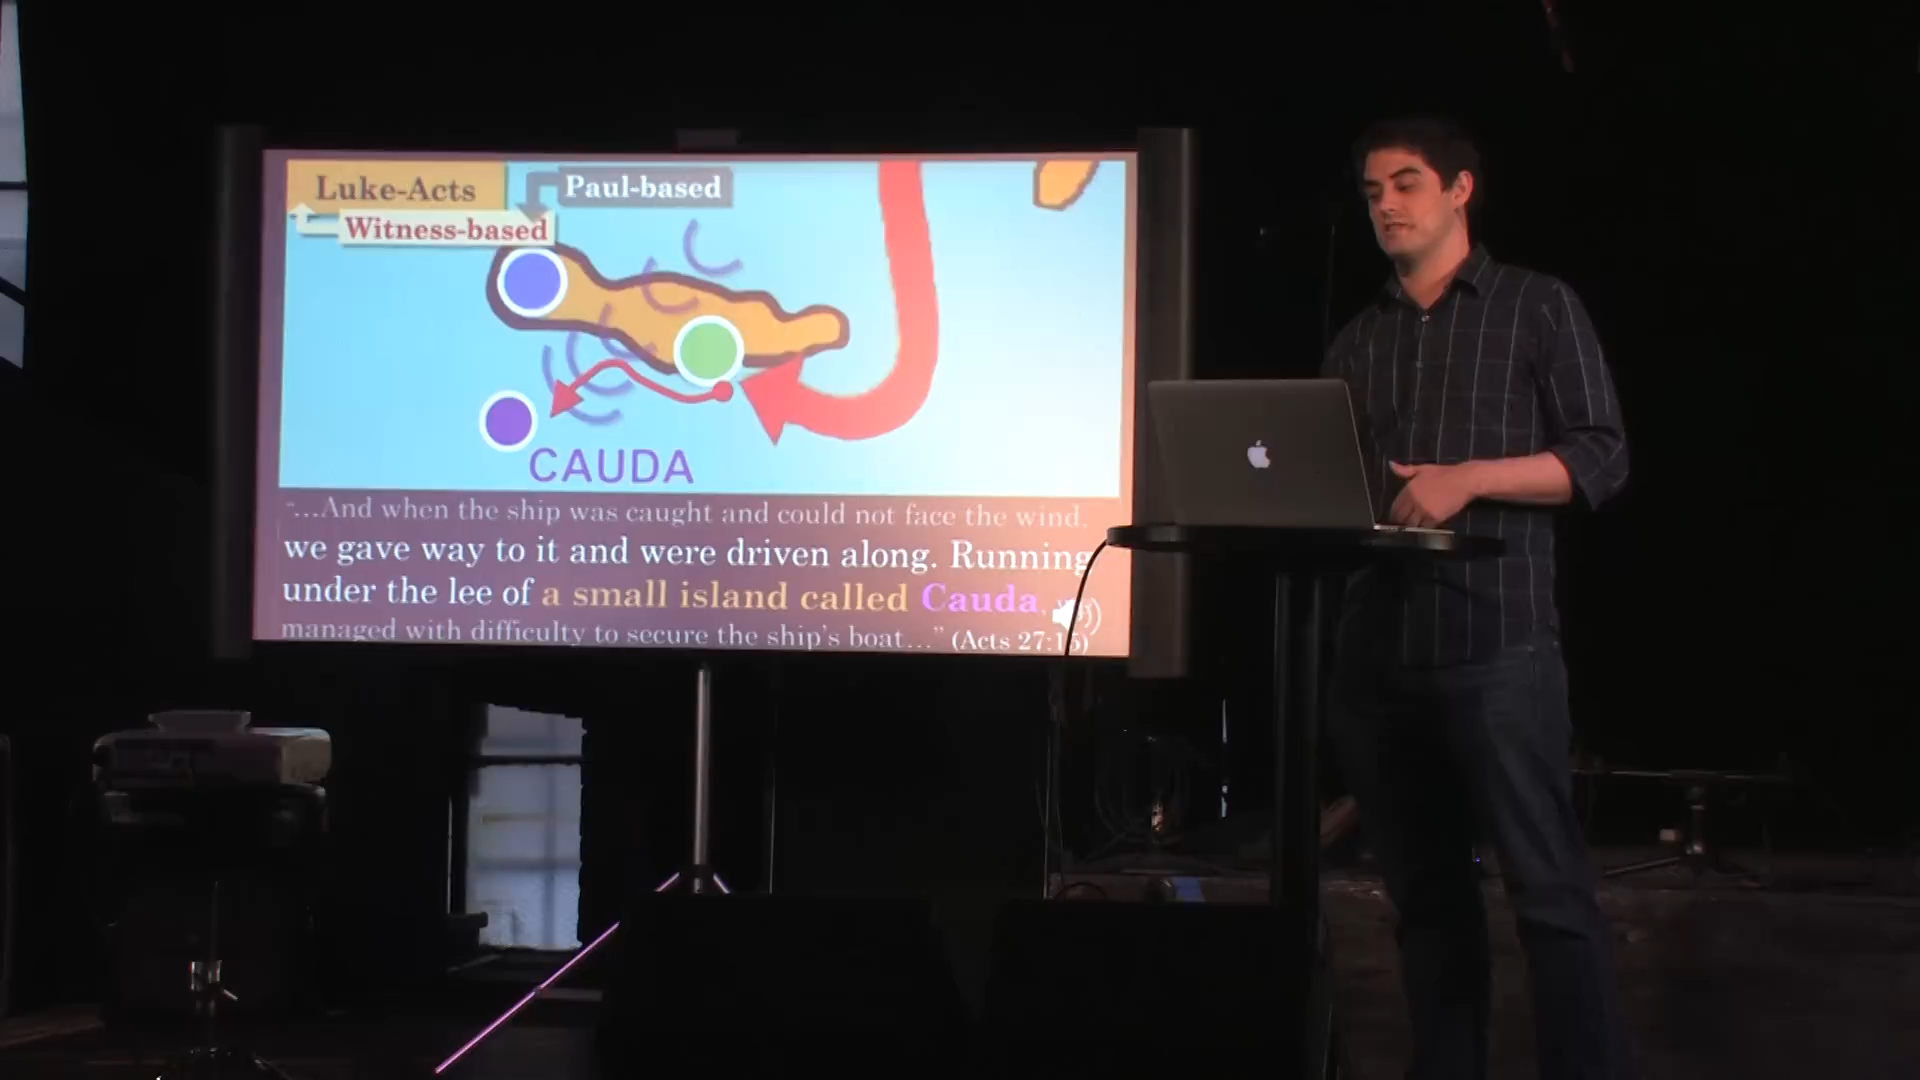 Luke-Acts
Paul-based
Witness-based
CAUDA
“…And when the ship was caught and could not face the wind,
we gave way to it and were driven along. Running
under the lee of a small island called Cauda,
managed with difficulty to secure the ship’s boat…” (Acts 27:15)